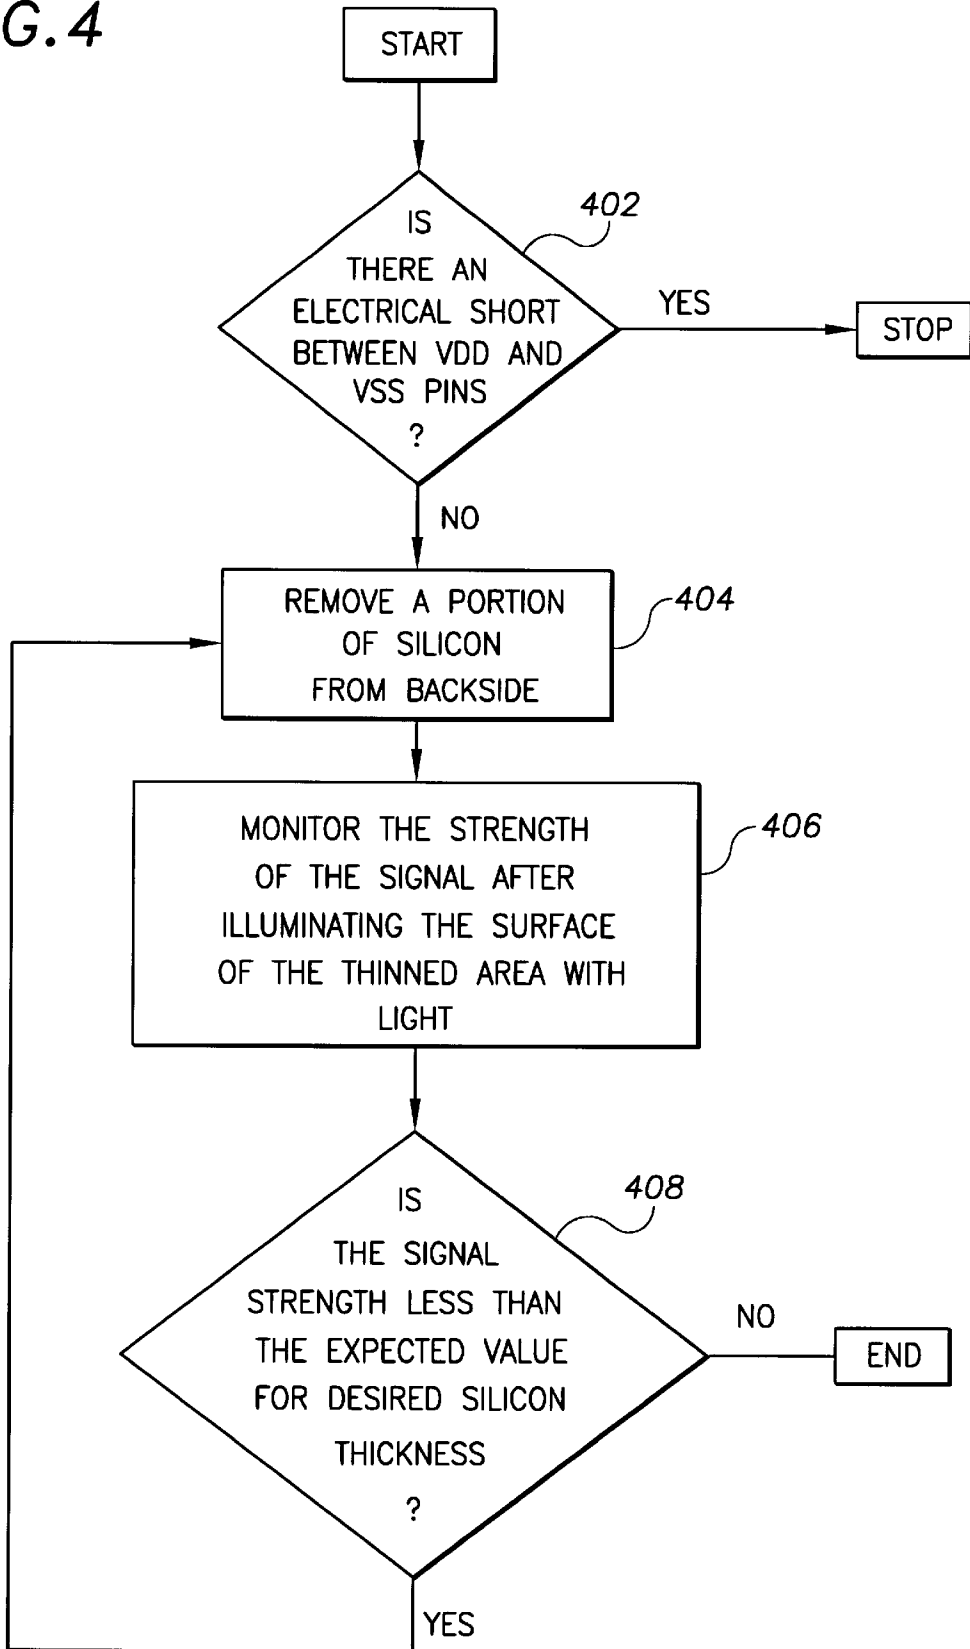 G.4
START
IS
THERE AN
ELECTRICAL SHORT
BETWEEN VDD AND
VSS PINS
?
402
YES
STOP
NO
REMOVE A PORTION
OF SILICON
FROM BACKSIDE
404
MONITOR THE STRENGTH
OF THE SIGNAL AFTER
ILLUMINATING THE SURFACE
OF THE THINNED AREA WITH
LIGHT
406
IS
THE SIGNAL
STRENGTH LESS THAN
THE EXPECTED VALUE
FOR DESIRED SILICON
THICKNESS
?
408
NO
END
YES